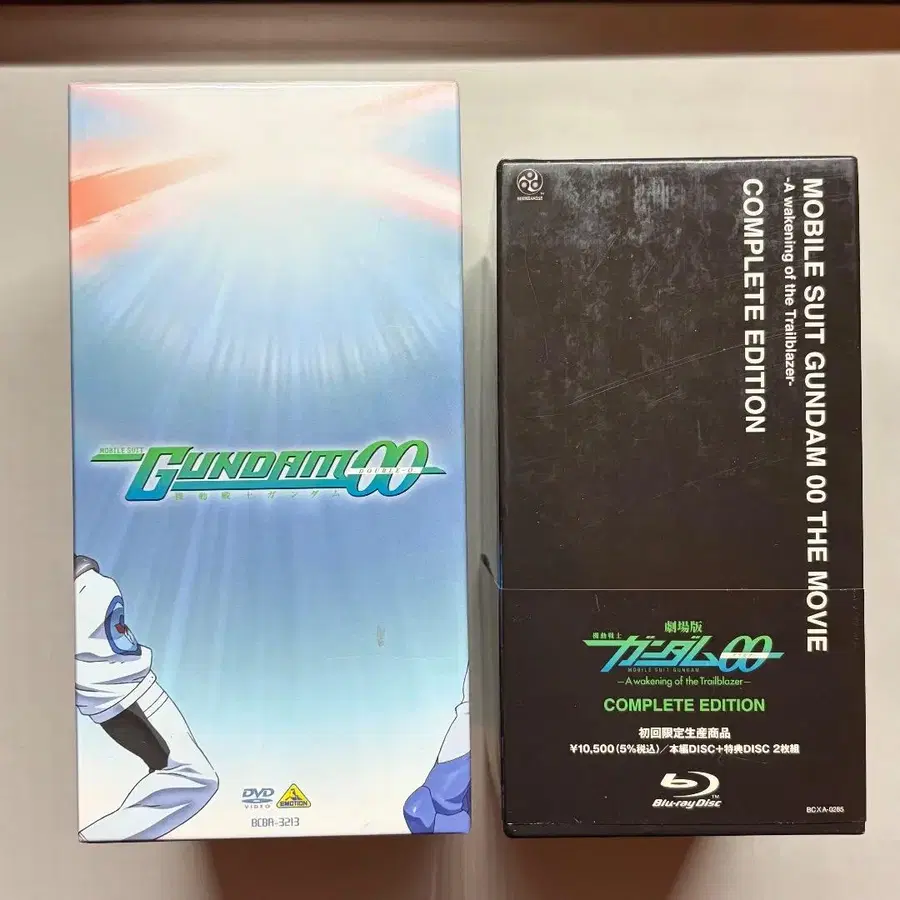 MOBILE SUIT
GUNDAM 00
DOUBLE-O
機動戦士ガンダム
DVD
VIDEO
EMOTION
BCBA-3213
MOBILE SUIT GUNDAM 00 THE MOVIE
-A wakening of the Trailblazer-
COMPLETE EDITION
劇場版
機動戦士
ガンダム00
MOBILE SUIT GUNDAM
—A wakening of the Trailblazer—
COMPLETE EDITION
初回限定生産商品
¥10,500(5%税込)/本編DISC+特典DISC 2枚組
Blu-ray Disc
TM
BCXA-0285